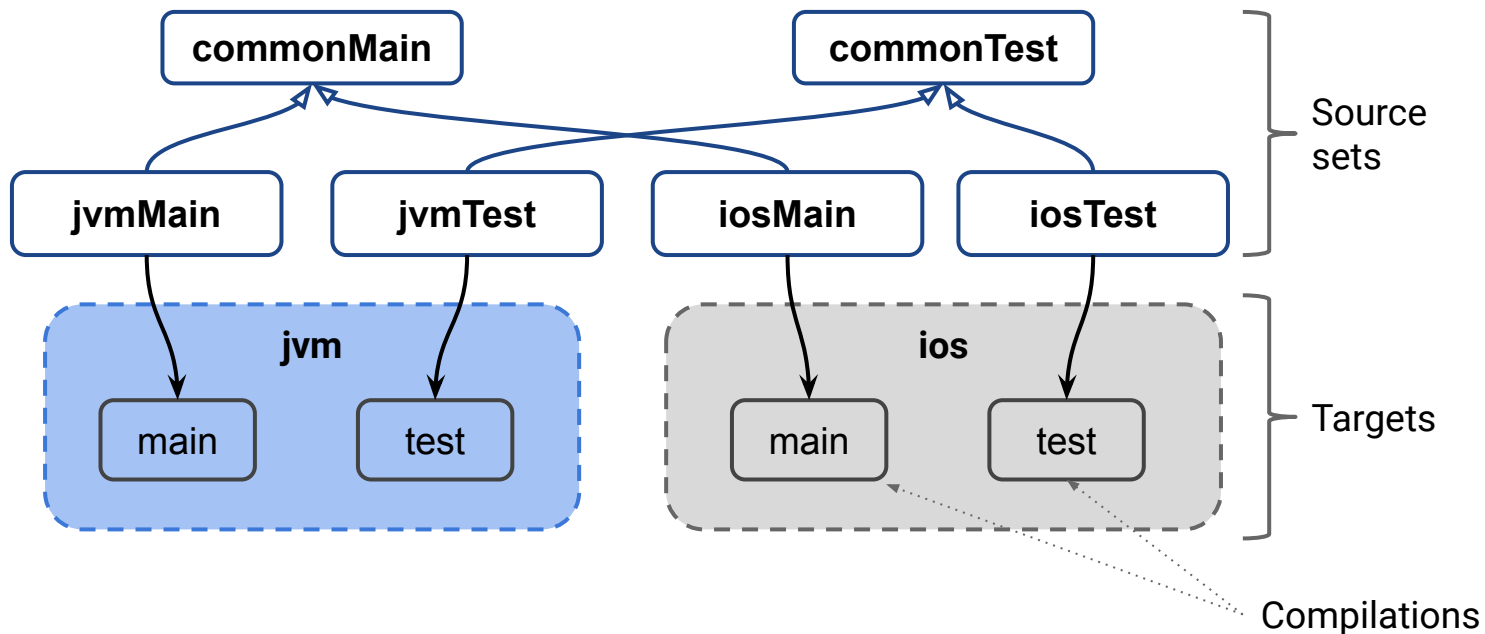 commonMain
commonTest
Source
sets
jvmMain
jvmTest
iosMain
iosTest
jvm
ios
main
test
main
test
Targets
Compilations